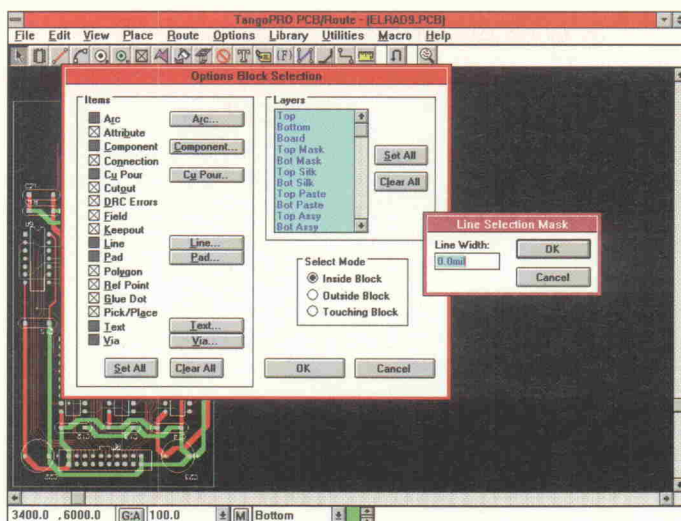 TangoPRO PCB/Route - (ELRAD9.PCB)
File Edit View Place Route Options Library Utilities Macro Help
Options Block Selection
Items
Arc Arc...
Attribute
Component Component...
Connection
Cu Pour Cu Pour..
Cutout
DRC Errors
Field
Keepout
Line Line...
Pad Pad...
Polygon
Ref Point
Glue Dot
Pick/Place
Text Text...
Via Via...
Set All Clear All
Layers
Top
Bottom
Board
Top Mask
Bot Mask
Top Silk
Bot Silk
Top Paste
Bot Paste
Top Assy
Bot Assy
Set All
Clear All
Select Mode
Inside Block
Outside Block
Touching Block
OK Cancel
Line Selection Mask
Line Width:
0.0mil
OK
Cancel
3400.0 ,6000.0 G:A 100.0 M Bottom